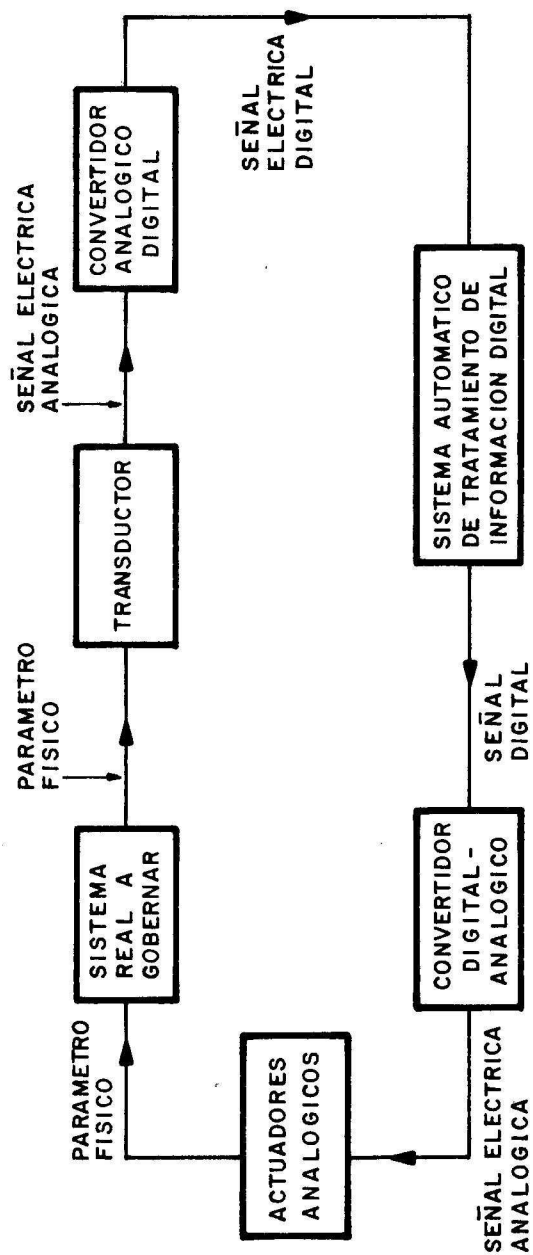 PARAMETRO
FISICO
SISTEMA
REAL A
GOBERNAR
PARAMETRO
FISICO
TRANSDUCTOR
SEÑAL ELECTRICA
ANALOGICA
CONVERTIDOR
ANALOGICO
DIGITAL
SEÑAL
ELECTRICA
DIGITAL
SISTEMA AUTOMATICO
DE TRATAMIENTO DE
INFORMACION DIGITAL
SEÑAL
DIGITAL
CONVERTIDOR
DIGITAL-
ANALOGICO
SEÑAL ELECTRICA
ANALOGICA
ACTUADORES
ANALOGICOS